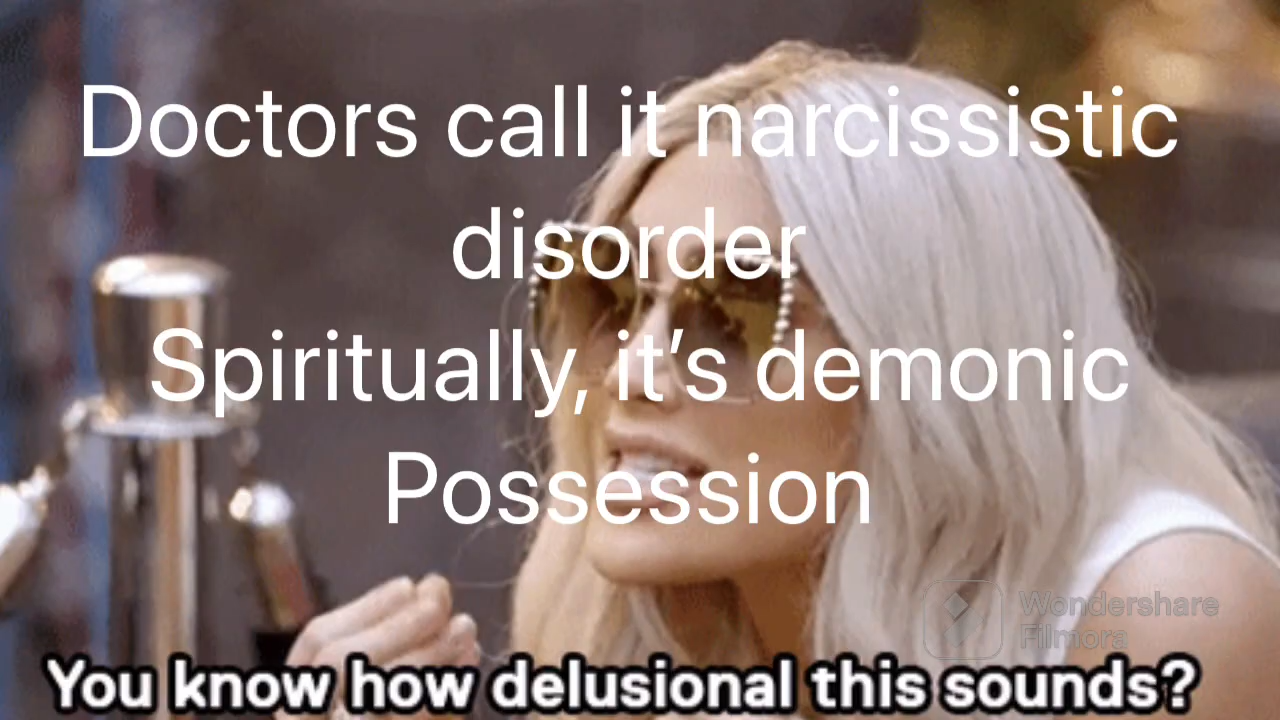 Doctors call it narcissistic
disorder
Spiritually, it’s demonic
Possession
Wondershare
Filmora
You know how delusional this sounds?